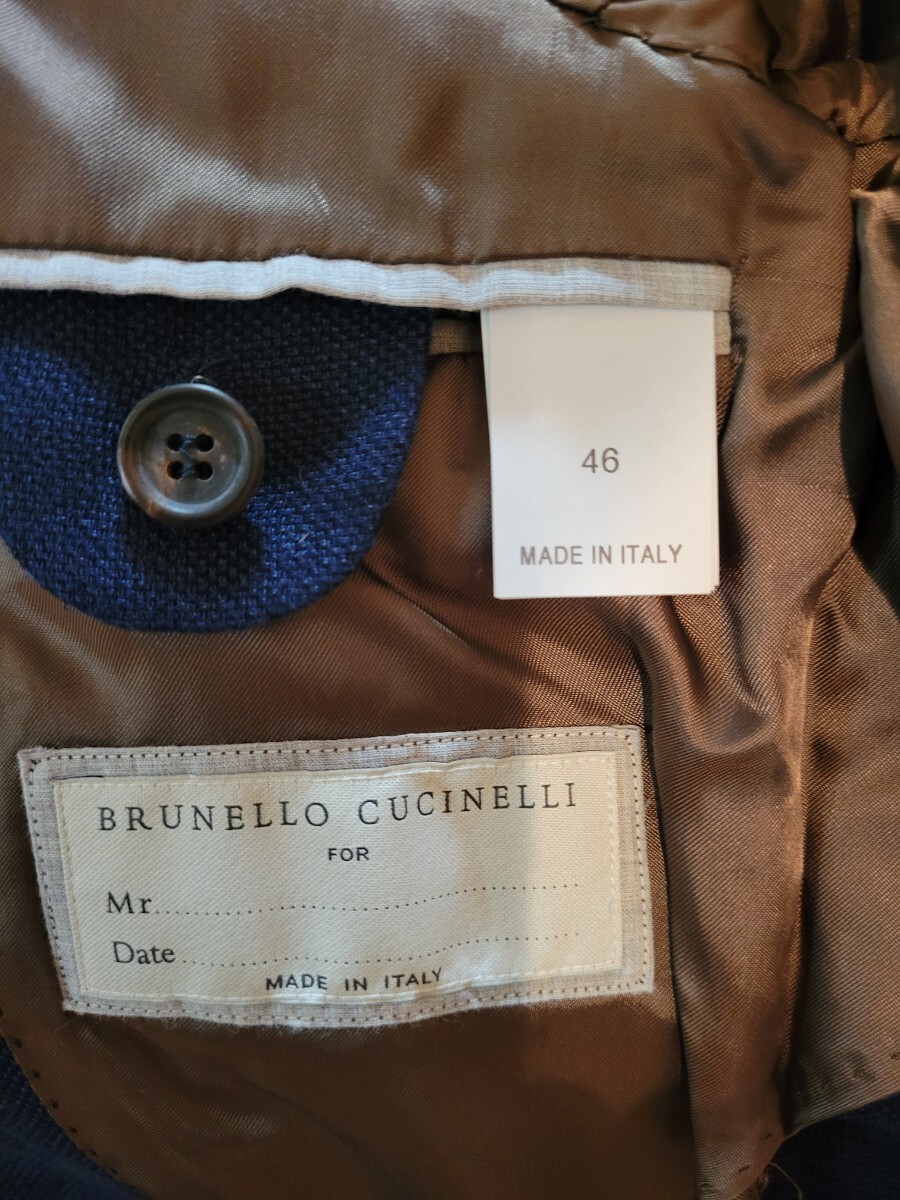 46
MADE IN ITALY
BRUNELLO CUCINELLI
FOR
Mr.............................................
Date..........................................
MADE IN ITALY